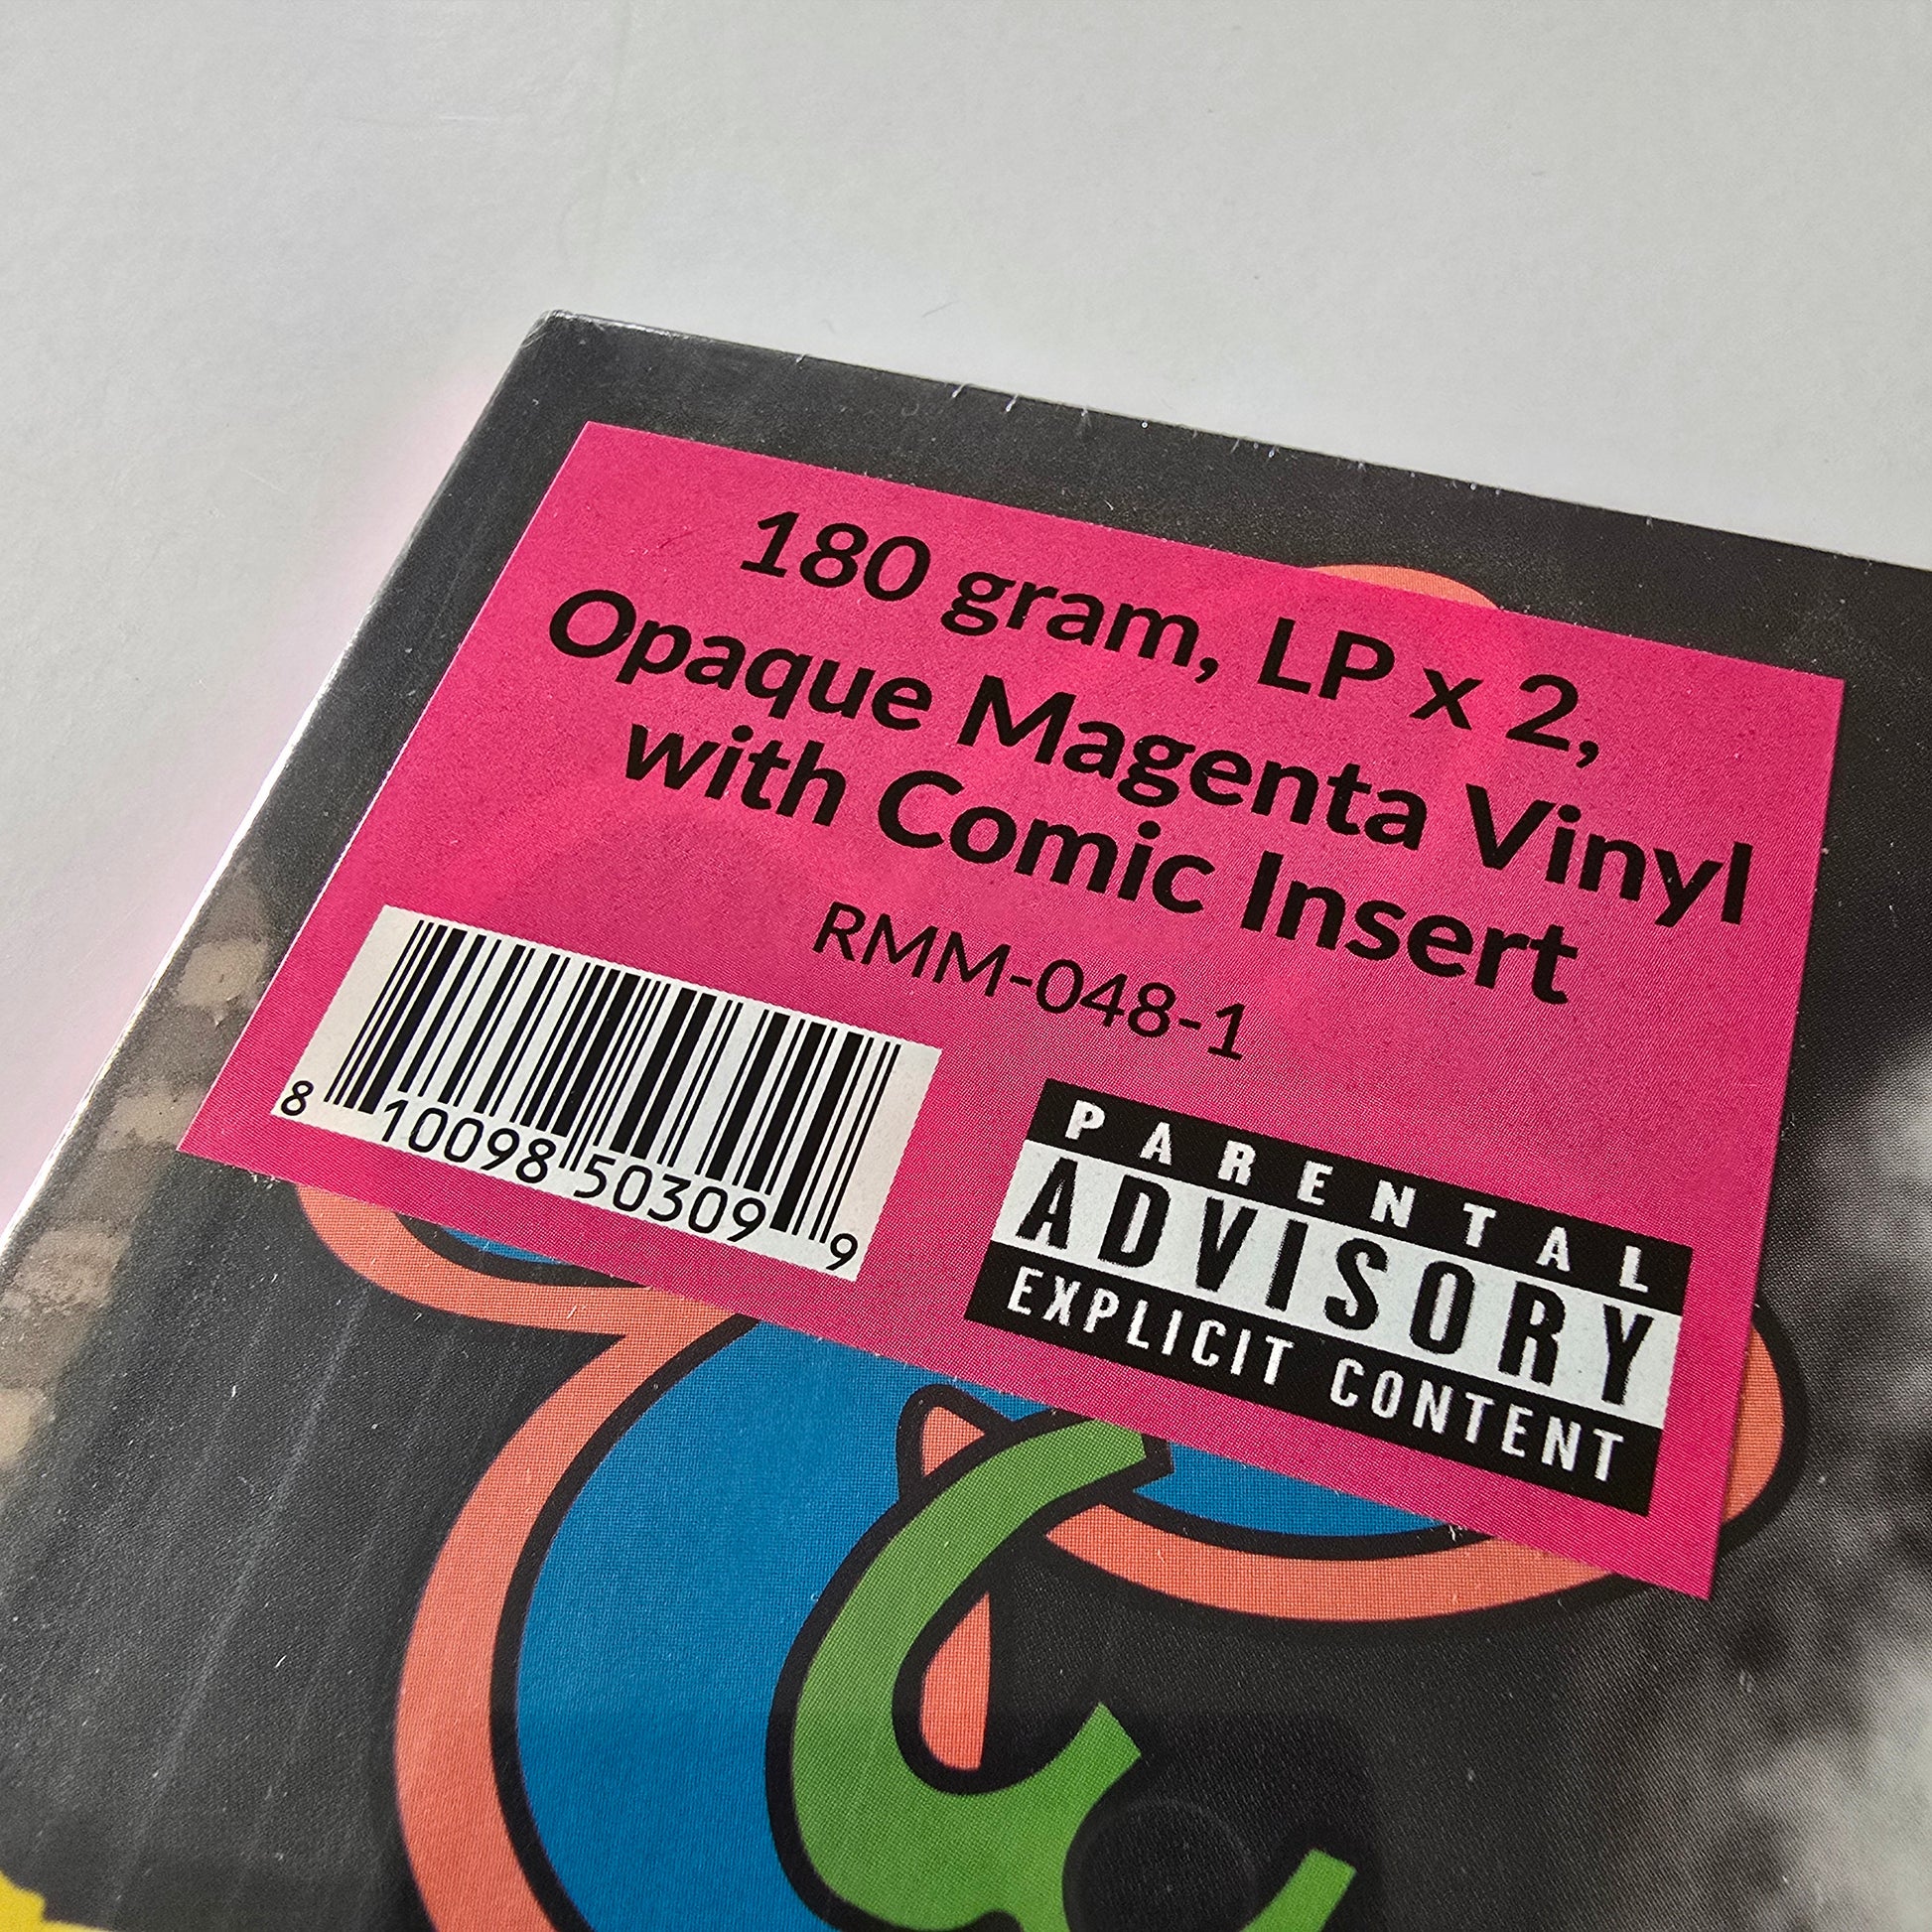 180 gram, LP x 2,
Opaque Magenta Vinyl
with Comic Insert
RMM-048-1
8 10098 50309 9
PARENTAL
ADVISORY
EXPLICIT CONTENT